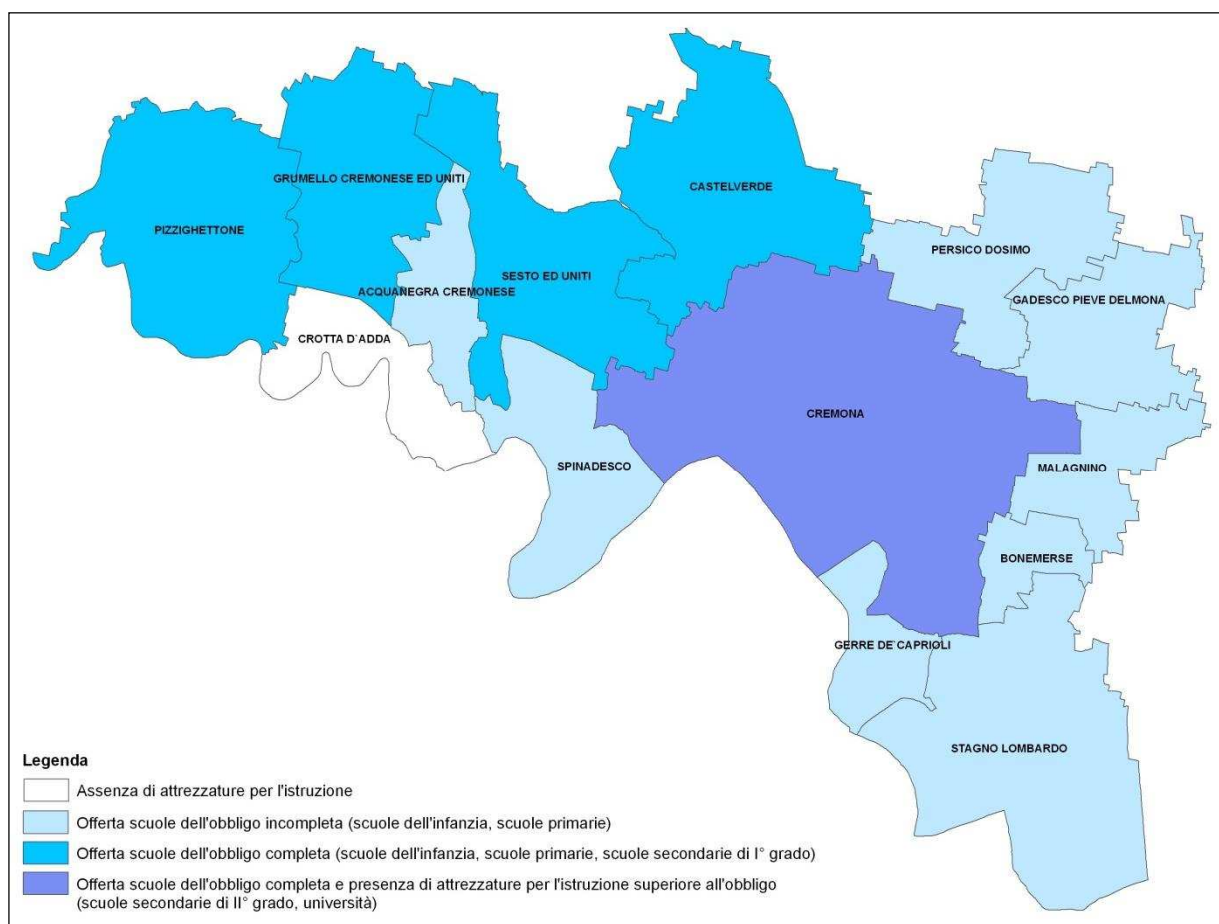 CASTELVERDE
GRUMELLO CREMONESE ED UNITI
PIZZIGHETTONE
PERSICO DOSIMO
SESTO ED UNITI
ACQUANEGRA CREMONESE
GADESCO PIEVE DELMONA
CROTTA D'ADDA
CREMONA
SPINADESCO
MALAGNINO
BONEMERSE
GERRE DE'CAPRIOLI
STAGNO LOMBARDO
Legenda
Assenza di attrezzature per l'istruzione
Offerta scuole dell'obbligo incompleta (scuole dell'infanzia, scuole primarie)
Offerta scuole dell'obbligo completa (scuole dell'infanzia, scuole primarie, scuole secondarie di I° grado)
Offerta scuole dell'obbligo completa e presenza di attrezzature per l'istruzione superiore all'obbligo
(scuole secondarie di II° grado, università)